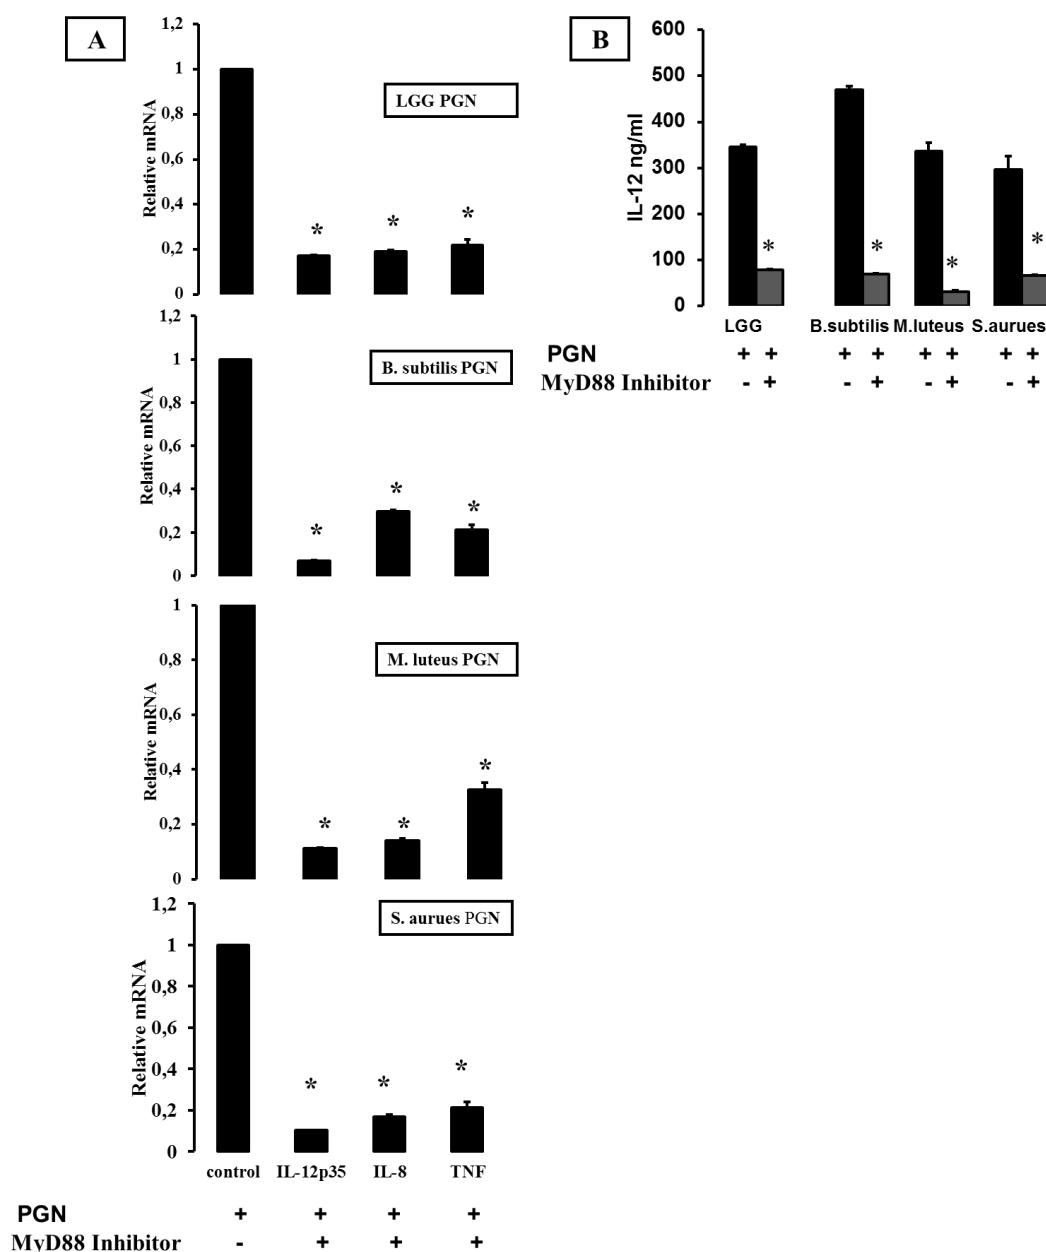 A
1,2
1
0,8
0,6
0,4
0,2
0
Relative mRNA
LGG PGN
*
*
*
1,2
1
0,8
0,6
0,4
0,2
0
Relative mRNA
B. subtilis PGN
*
*
*
1
0,8
0,6
0,4
0,2
0
Relative mRNA
M. luteus PGN
*
*
*
1,2
1
0,8
0,6
0,4
0,2
0
Relative mRNA
S. aurues PGN
*
*
*
control IL-12p35 IL-8 TNF
PGN + + + +
MyD88 Inhibitor - + + +
B
600
500
400
300
200
100
0
IL-12 ng/ml
*
*
*
*
LGG B.subtilis M.luteus S.aurues
PGN + + + + + + + +
MyD88 Inhibitor - + - + - + - +